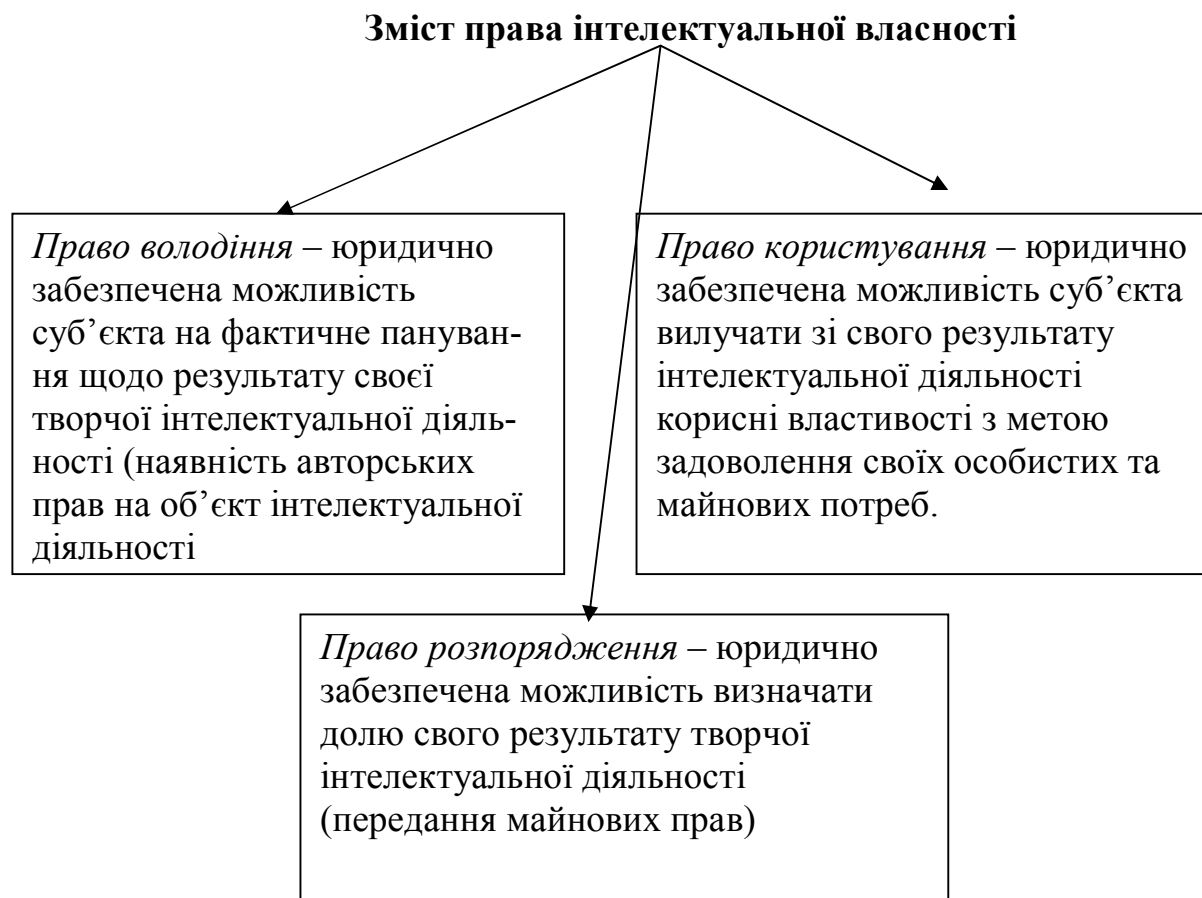 Зміст права інтелектуальної власності
Право володіння – юридично
забезпечена можливість
суб’єкта на фактичне пануван-
ня щодо результату своєї
творчої інтелектуальної діяль-
ності (наявність авторських
прав на об’єкт інтелектуальної
діяльності
Право користування – юридично
забезпечена можливість суб’єкта
вилучати зі свого результату
інтелектуальної діяльності
корисні властивості з метою
задоволення своїх особистих та
майнових потреб.
Право розпорядження – юридично
забезпечена можливість визначати
долю свого результату творчої
інтелектуальної діяльності
(передання майнових прав)